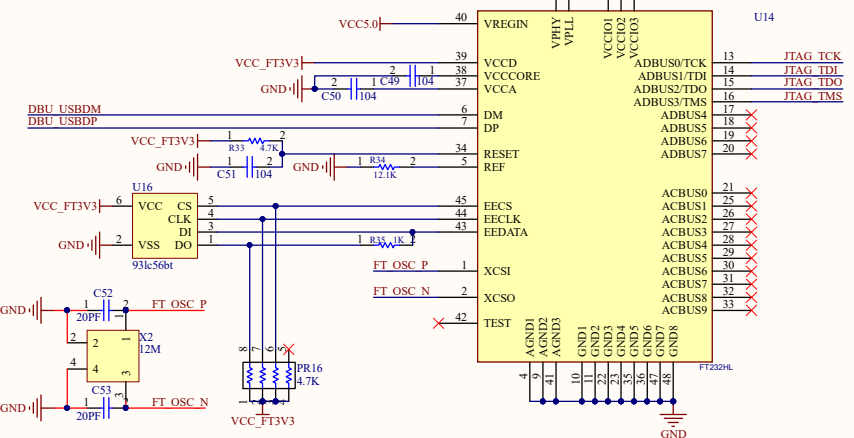 U14
VCC5.0 40 VREGIN
VPHY VPLL VCCIO1 VCCIO2 VCCIO3
VCC_FT3V3 39 VCCD
2 1 38 VCCCORE
C49 104
GND 2 1 37 VCCA
C50 104
ADBUS0/TCK 13 JTAG_TCK
ADBUS1/TDI 14 JTAG_TDI
ADBUS2/TDO 15 JTAG_TDO
ADBUS3/TMS 16 JTAG_TMS
DBU_USBDM 6 DM ADBUS4 17
DBU_USBDP 7 DP ADBUS5 18
ADBUS6 19
ADBUS7 20
VCC_FT3V3 1 2
R33 4.7K
34 RESET
GND 1 2
C51 104
GND 1 R34 2 5 REF
12.1K
U16
VCC_FT3V3 6 VCC CS 5 45 EECS
CLK 4 44 EECLK
DI 3 43 EEDATA
GND 2 VSS DO 1 1 R35 1K 2
93lc56bt
ACBUS0 21
ACBUS1 25
ACBUS2 26
ACBUS3 27
ACBUS4 28
ACBUS5 29
ACBUS6 30
ACBUS7 31
ACBUS8 32
ACBUS9 33
FT_OSC_P 1 XCSI
FT_OSC_N 2 XCSO
42 TEST
C52
GND 1 2 FT_OSC_P
20PF
1
X2
12M
2 2 1
4 4 3
3
C53
GND 1 2 FT_OSC_N
20PF
8 7 6 5
PR16
4.7K
1
VCC_FT3V3
AGND1 AGND2 AGND3 GND1 GND2 GND3 GND4 GND5 GND6 GND7 GND8
FT232HL
4 9 41 10 11 22 23 35 36 47 48
GND